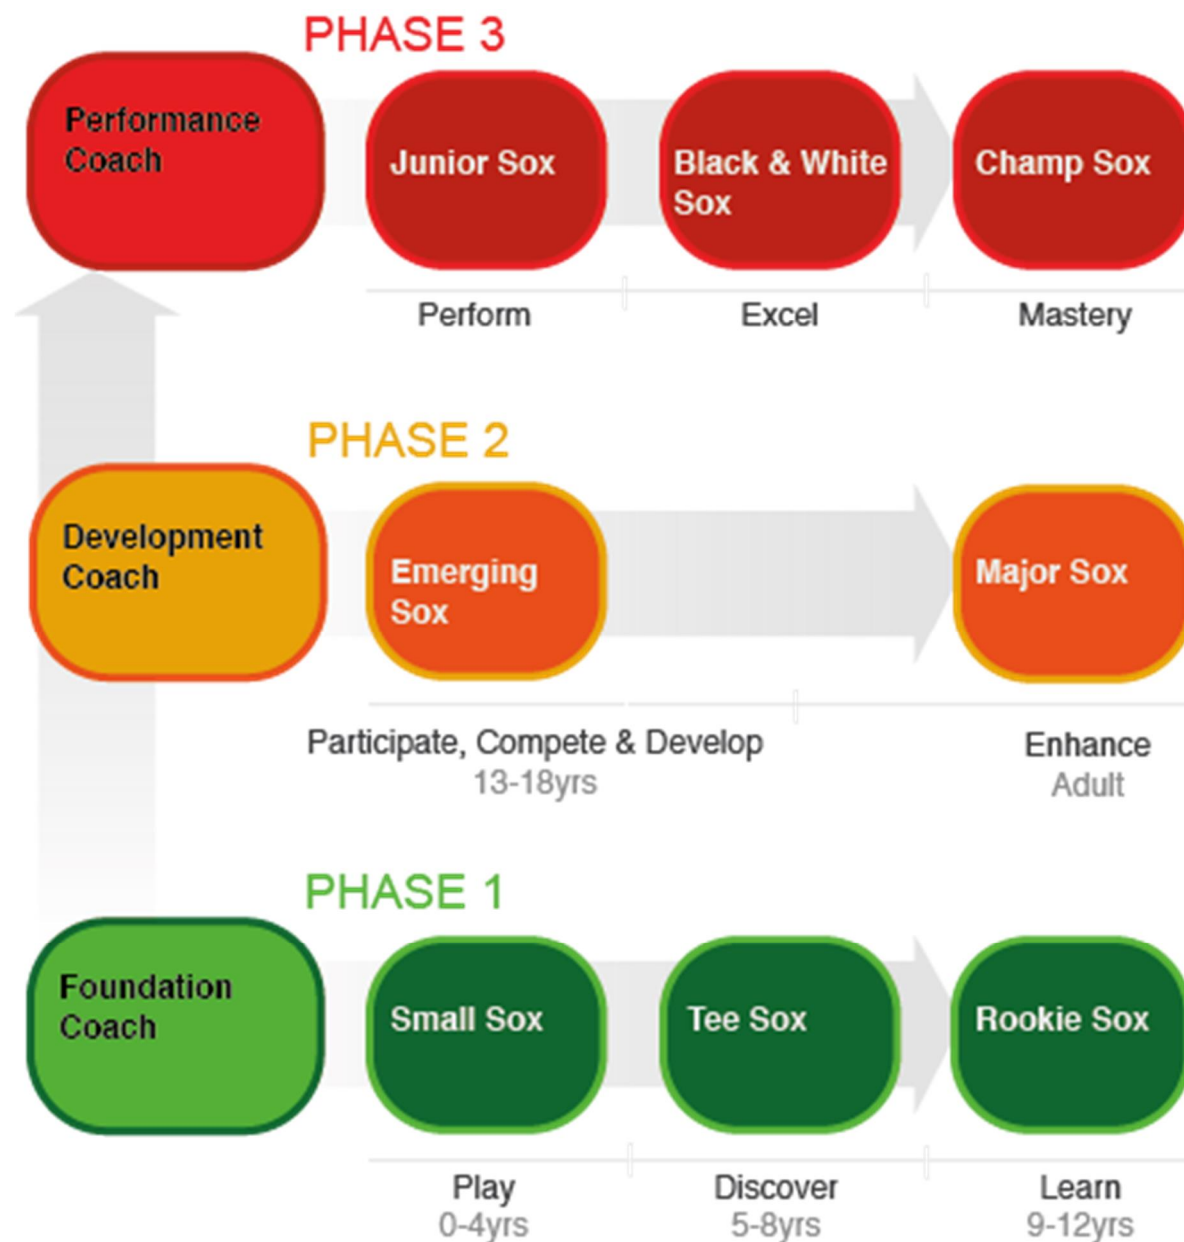 PHASE 3
Performance
Coach
Junior Sox
Black & White
Sox
Champ Sox
Perform
Excel
Mastery
PHASE 2
Development
Coach
Emerging
Sox
Major Sox
Participate, Compete & Develop
13-18yrs
Enhance
Adult
PHASE 1
Foundation
Coach
Small Sox
Tee Sox
Rookie Sox
Play
0-4yrs
Discover
5-8yrs
Learn
9-12yrs